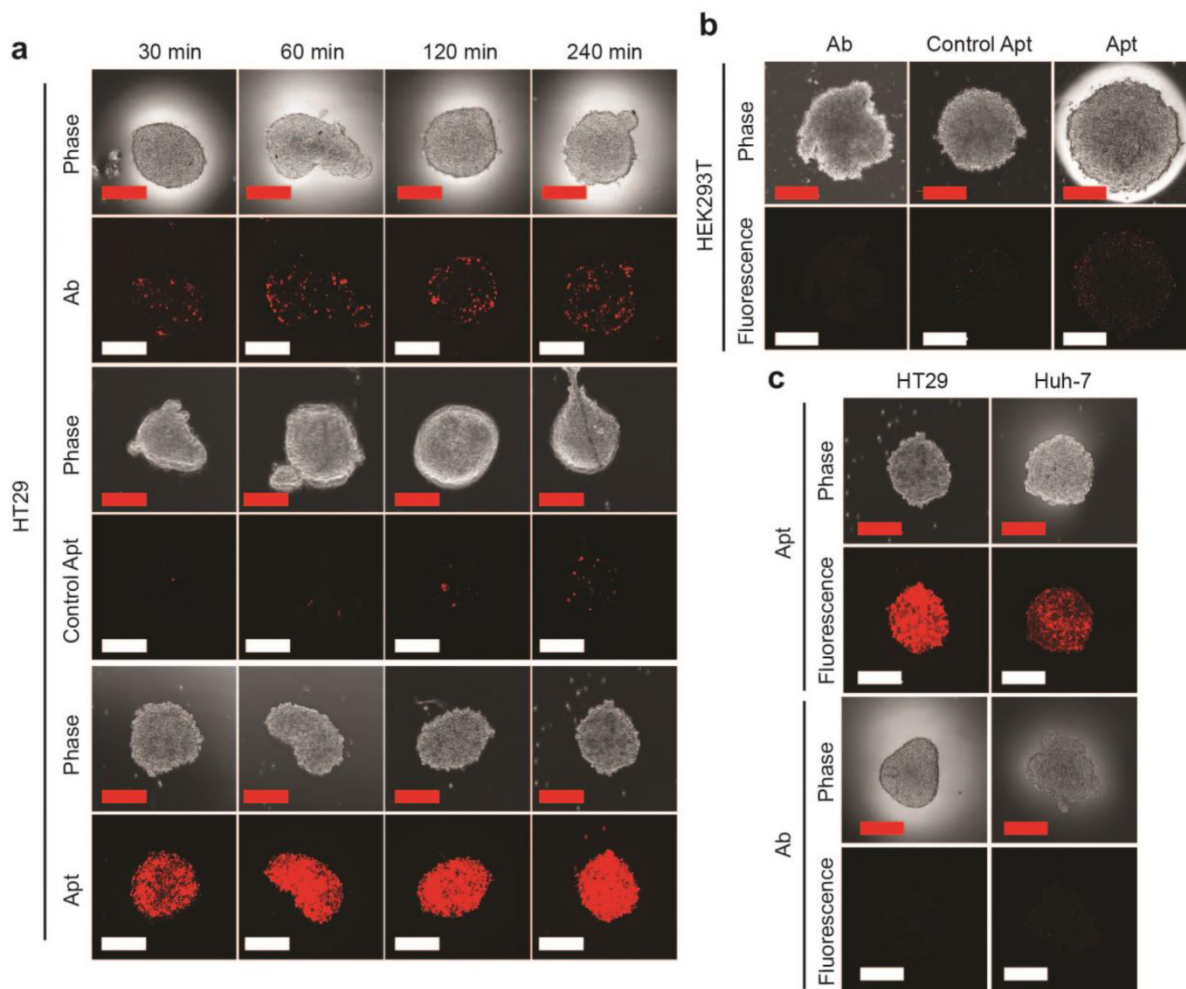 a
30 min 60 min 120 min 240 min
HT29
Phase
Ab
Phase
Control Apt
Phase
Apt
b
Ab Control Apt Apt
HEK293T
Phase
Fluorescence
c
HT29 Huh-7
Apt
Phase
Fluorescence
Ab
Phase
Fluorescence